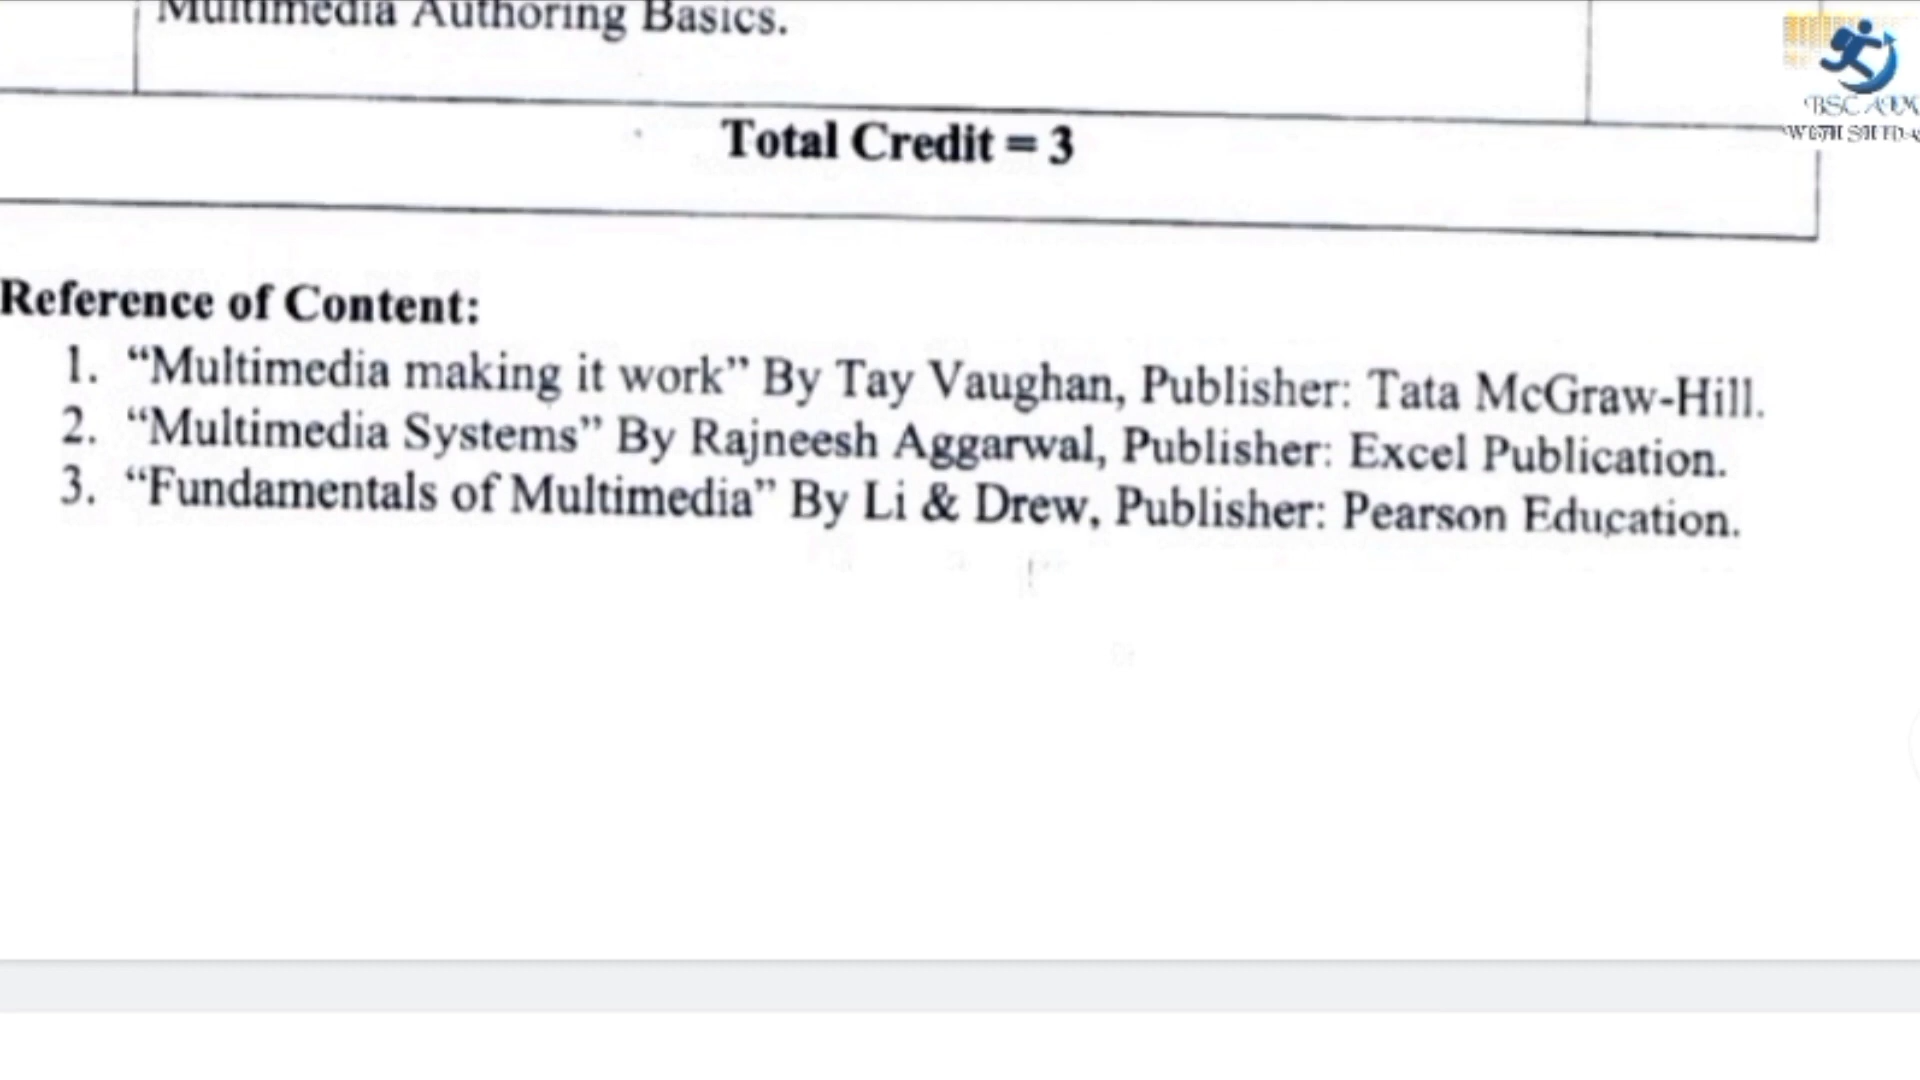 Multimedia Authoring Basics.
Total Credit = 3
Reference of Content:
1. “Multimedia making it work” By Tay Vaughan, Publisher: Tata McGraw-Hill.
2. “Multimedia Systems” By Rajneesh Aggarwal, Publisher: Excel Publication.
3. “Fundamentals of Multimedia” By Li & Drew, Publisher: Pearson Education.